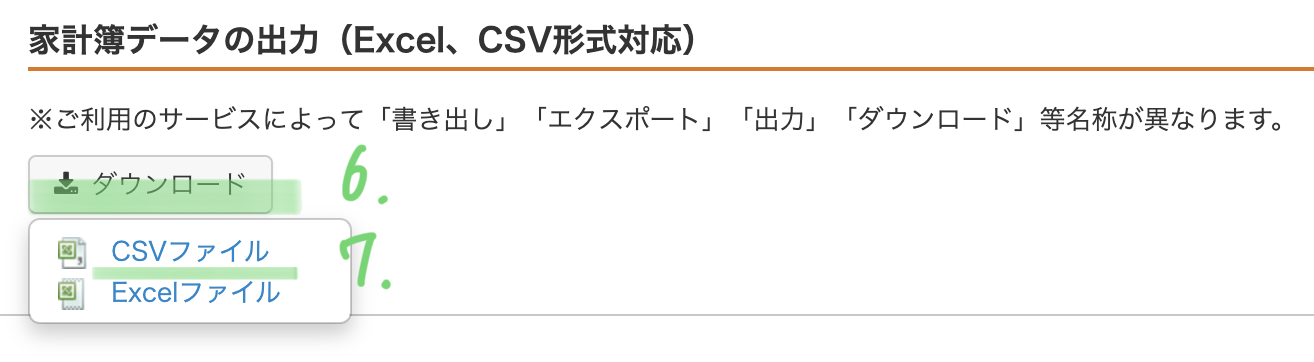 家計簿データの出力（Excel、CSV形式対応）
※ご利用のサービスによって「書き出し」「エクスポート」「出力」「ダウンロード」等名称が異なります。
ダウンロード 6.
CSVファイル 7.
Excelファイル